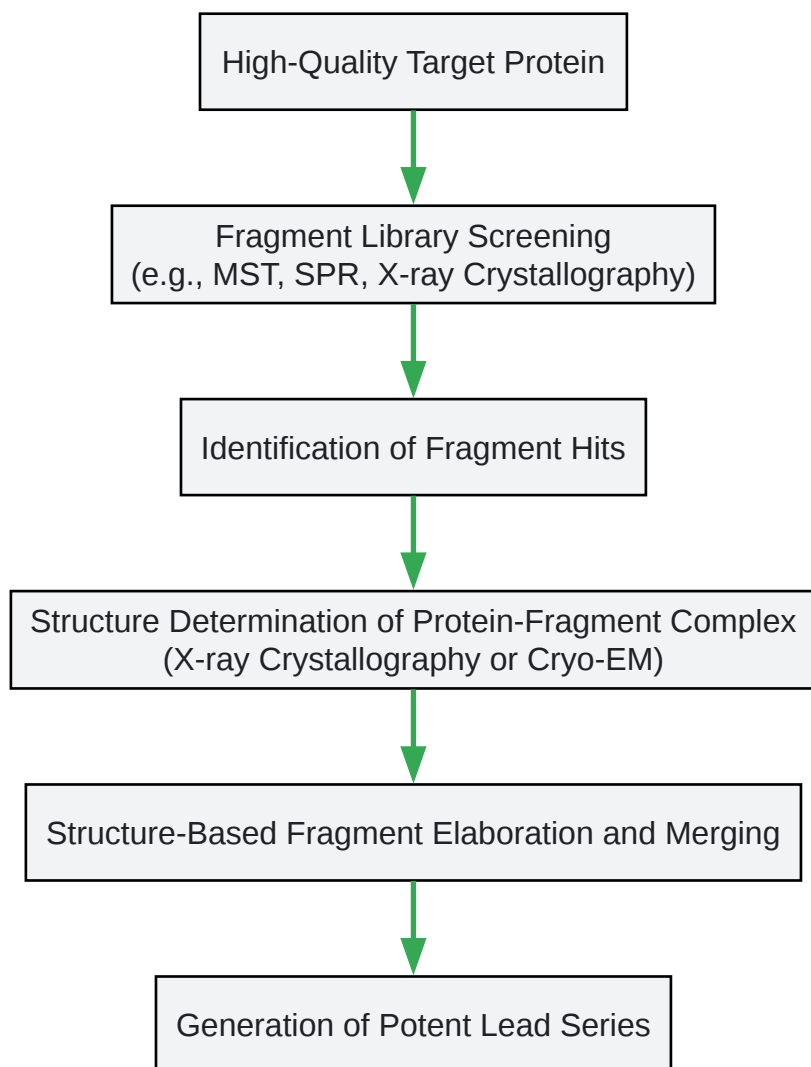 High-Quality Target Protein
Fragment Library Screening
(e.g., MST, SPR, X-ray Crystallography)
Identification of Fragment Hits
Structure Determination of Protein-Fragment Complex
(X-ray Crystallography or Cryo-EM)
Structure-Based Fragment Elaboration and Merging
Generation of Potent Lead Series